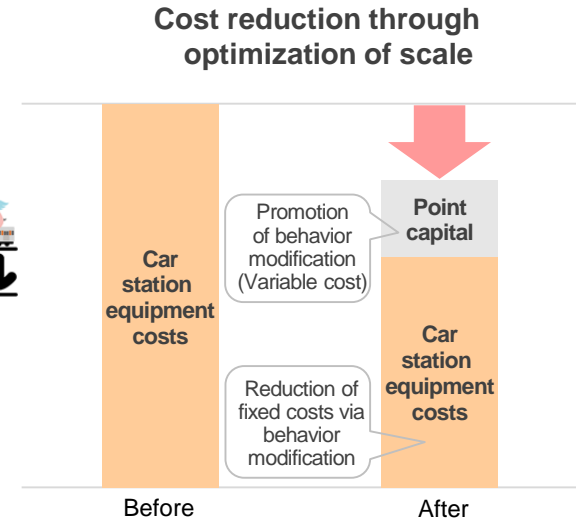 Cost reduction through
optimization of scale
Car
station
equipment
costs
Promotion
of behavior
modification
(Variable cost)
Point
capital
Reduction of
fixed costs via
behavior
modification
Car
station
equipment
costs
Before
After